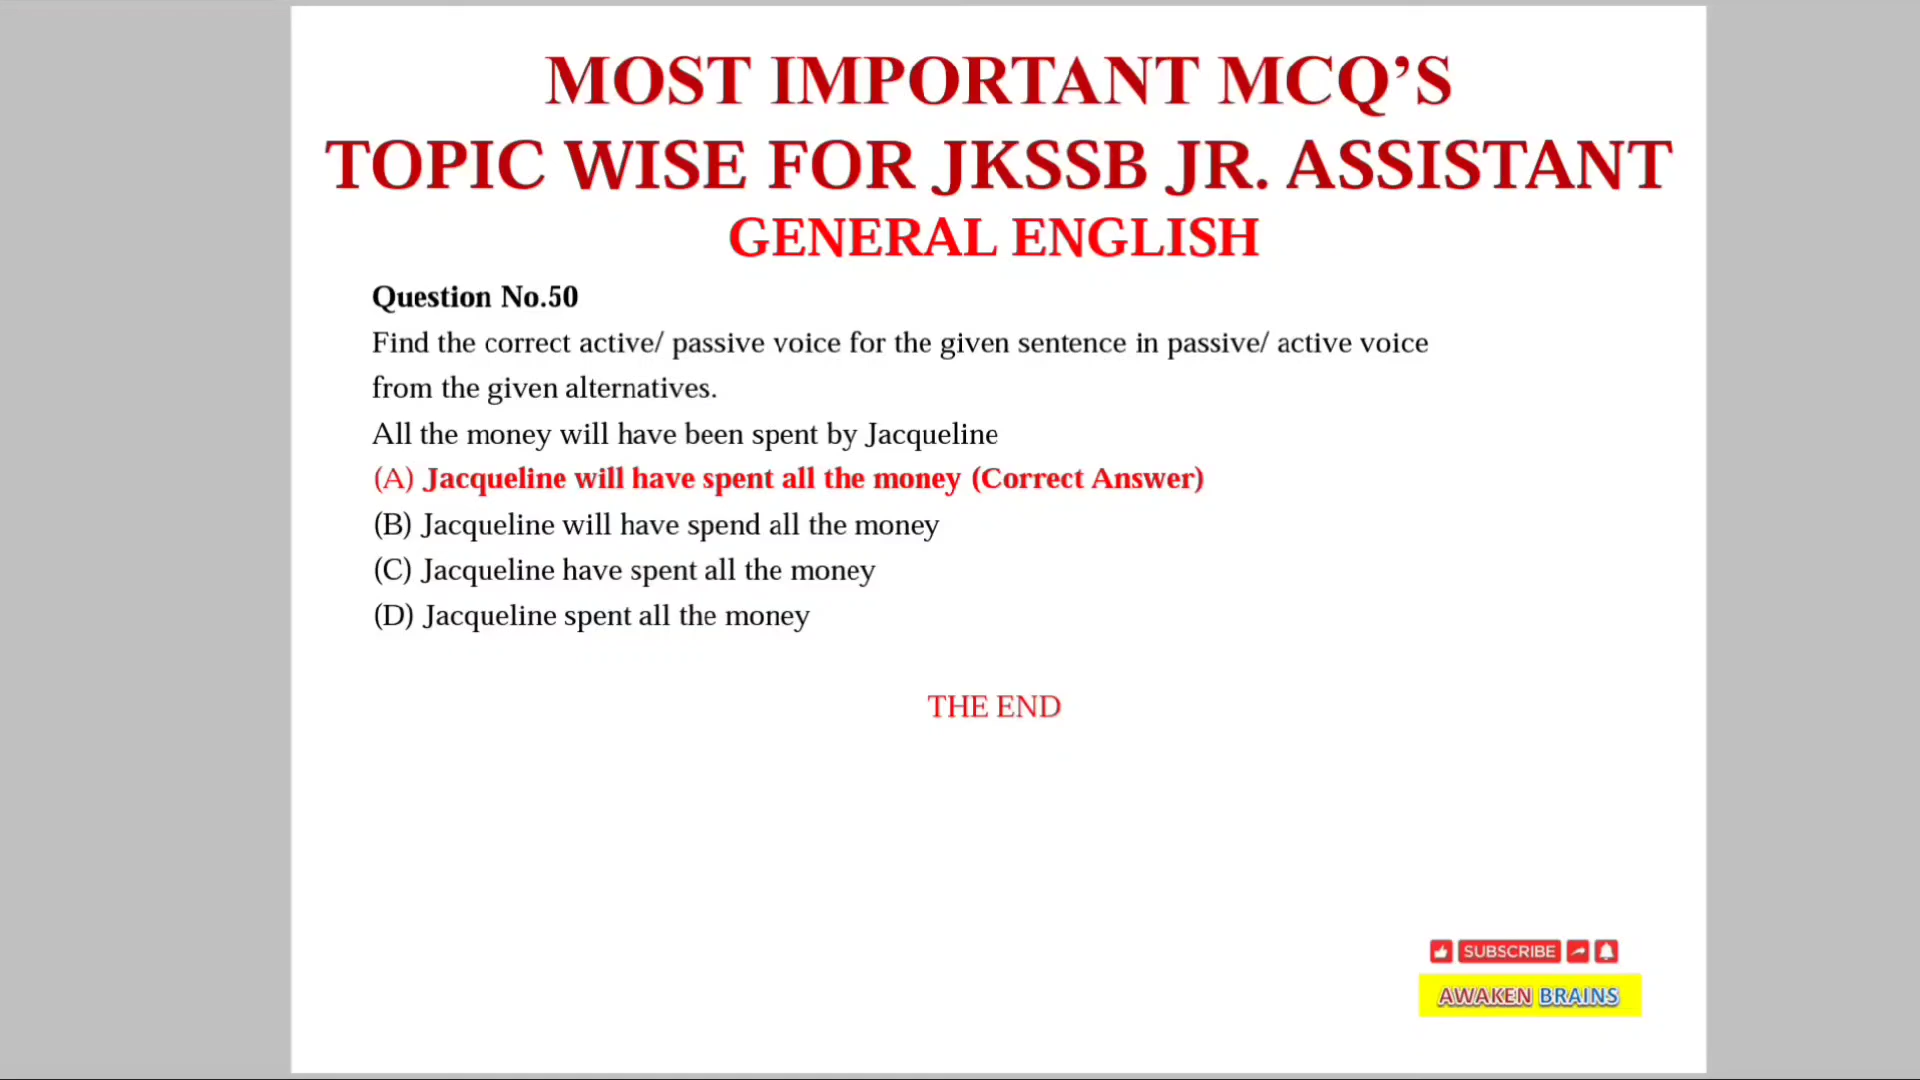 MOST IMPORTANT MCQ’S
TOPIC WISE FOR JKSSB JR. ASSISTANT
GENERAL ENGLISH
Question No.50
Find the correct active/ passive voice for the given sentence in passive/ active voice
from the given alternatives.
All the money will have been spent by Jacqueline
(A) Jacqueline will have spent all the money (Correct Answer)
(B) Jacqueline will have spend all the money
(C) Jacqueline have spent all the money
(D) Jacqueline spent all the money
THE END
SUBSCRIBE
AWAKEN BRAINS